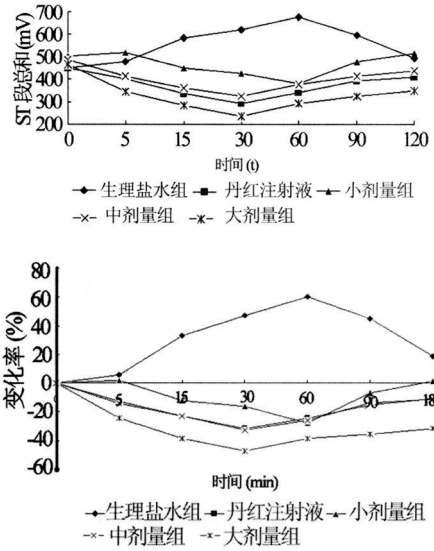 ST段总和(mV)
700
600
500
400
300
200
0 5 15 30 60 90 120
时间(t)
生理盐水组 丹红注射液 小剂量组
中剂量组 大剂量组
变化率(%)
80
60
40
20
0
-20
-40
-60
5 15 30 60 90 18
时间(min)
生理盐水组 丹红注射液 小剂量组
中剂量组 大剂量组